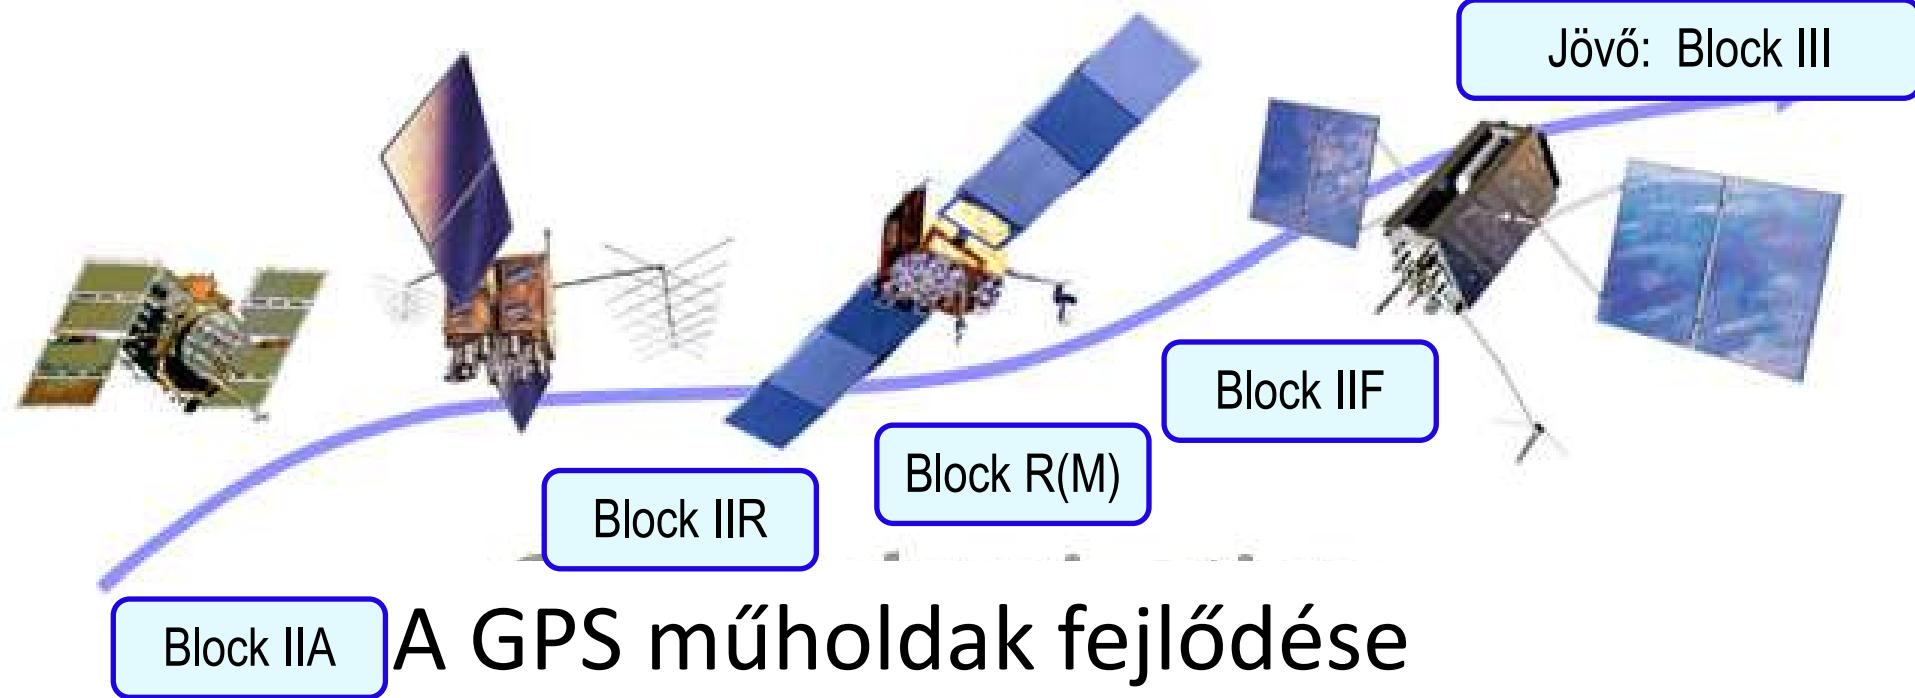 Jövő: Block III
Block IIF
Block R(M)
Block IIR
Block IIA
A GPS műholdak fejlődése